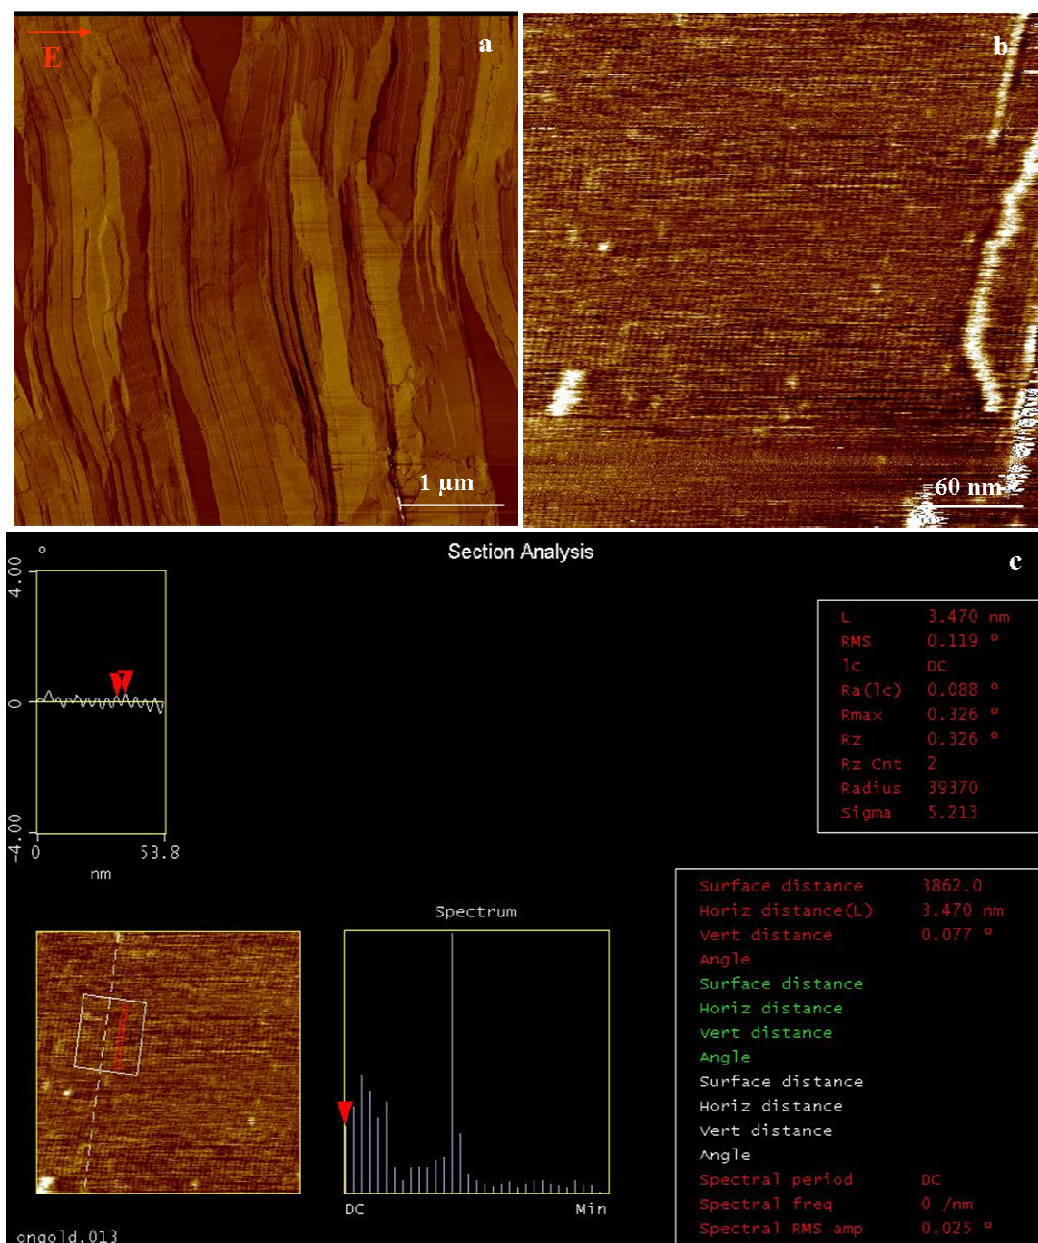 a
E
1 µm
b
60 nm
Section Analysis
c
4.00
°
0
-4.00
0
53.8
nm
L 3.470 nm
RMS 0.119 °
lc DC
Ra(lc) 0.088 °
Rmax 0.326 °
Rz 0.326 °
Rz Cnt 2
Radius 39370
Sigma 5.213
Spectrum
DC
Min
Surface distance 3862.0
Horiz distance(L) 3.470 nm
Vert distance 0.077 °
Angle
Surface distance
Horiz distance
Vert distance
Angle
Surface distance
Horiz distance
Vert distance
Angle
Spectral period DC
Spectral freq 0 /nm
Spectral RMS amp 0.025 °
ongold.013